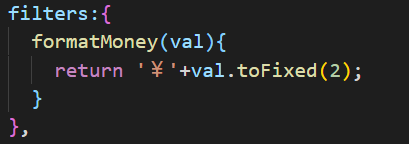 filters:{
formatMoney(val){
return '￥'+val.toFixed(2);
}
},